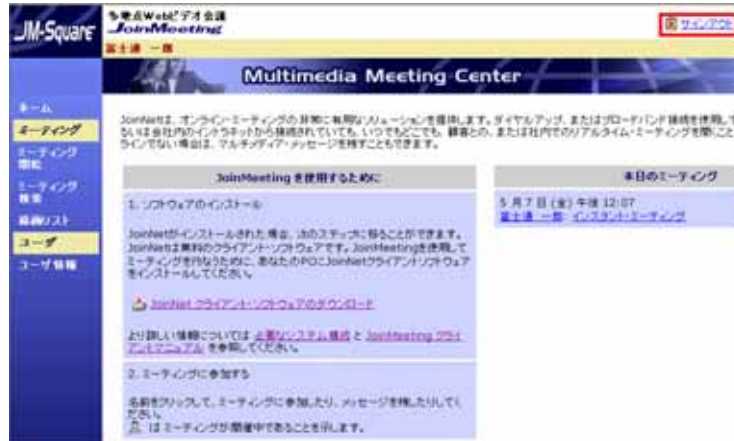 JM-Square
多地点Webビデオ会議
JoinMeeting
サインアウト
富士通 一郎
Multimedia Meeting Center
ホーム
ミーティング
ミーティング
開始
ミーティング
検索
録画リスト
ユーザ
ユーザ情報
JoinNetは、オンライン・ミーティングの非常に有用なソリューションを提供します。ダイヤルアップ、またはブロードバンド接続を使用して
るいは会社内のイントラネットから接続されていても、いつでもどこでも、顧客との、または社内でのリアルタイム・ミーティングを開くこと
ラインでない場合は、マルチメディア・メッセージを残すこともできます。
JoinMeeting を使用するために
1. ソフトウェアのインストール
JoinNetがインストールされた場合、次のステップに移ることができます。
JoinNetは無料のクライアント・ソフトウェアです。JoinMeetingを使用して
ミーティングを行なうために、あなたのPCにJoinNetクライアントソフトウェア
をインストールしてください。
JoinNet クライアント・ソフトウェアのダウンロード
より詳しい情報については 必要なシステム構成 と JoinMeeting クライ
アントマニュアル を参照してください。
2. ミーティングに参加する
名前をクリックして、ミーティングに参加したり、メッセージを残したりしてく
ださい。
は ミーティングが開催中であることを示します。
本日のミーティング
5 月 7 日 (金) 午後 12:07
富士通 一郎: インスタント・ミーティング